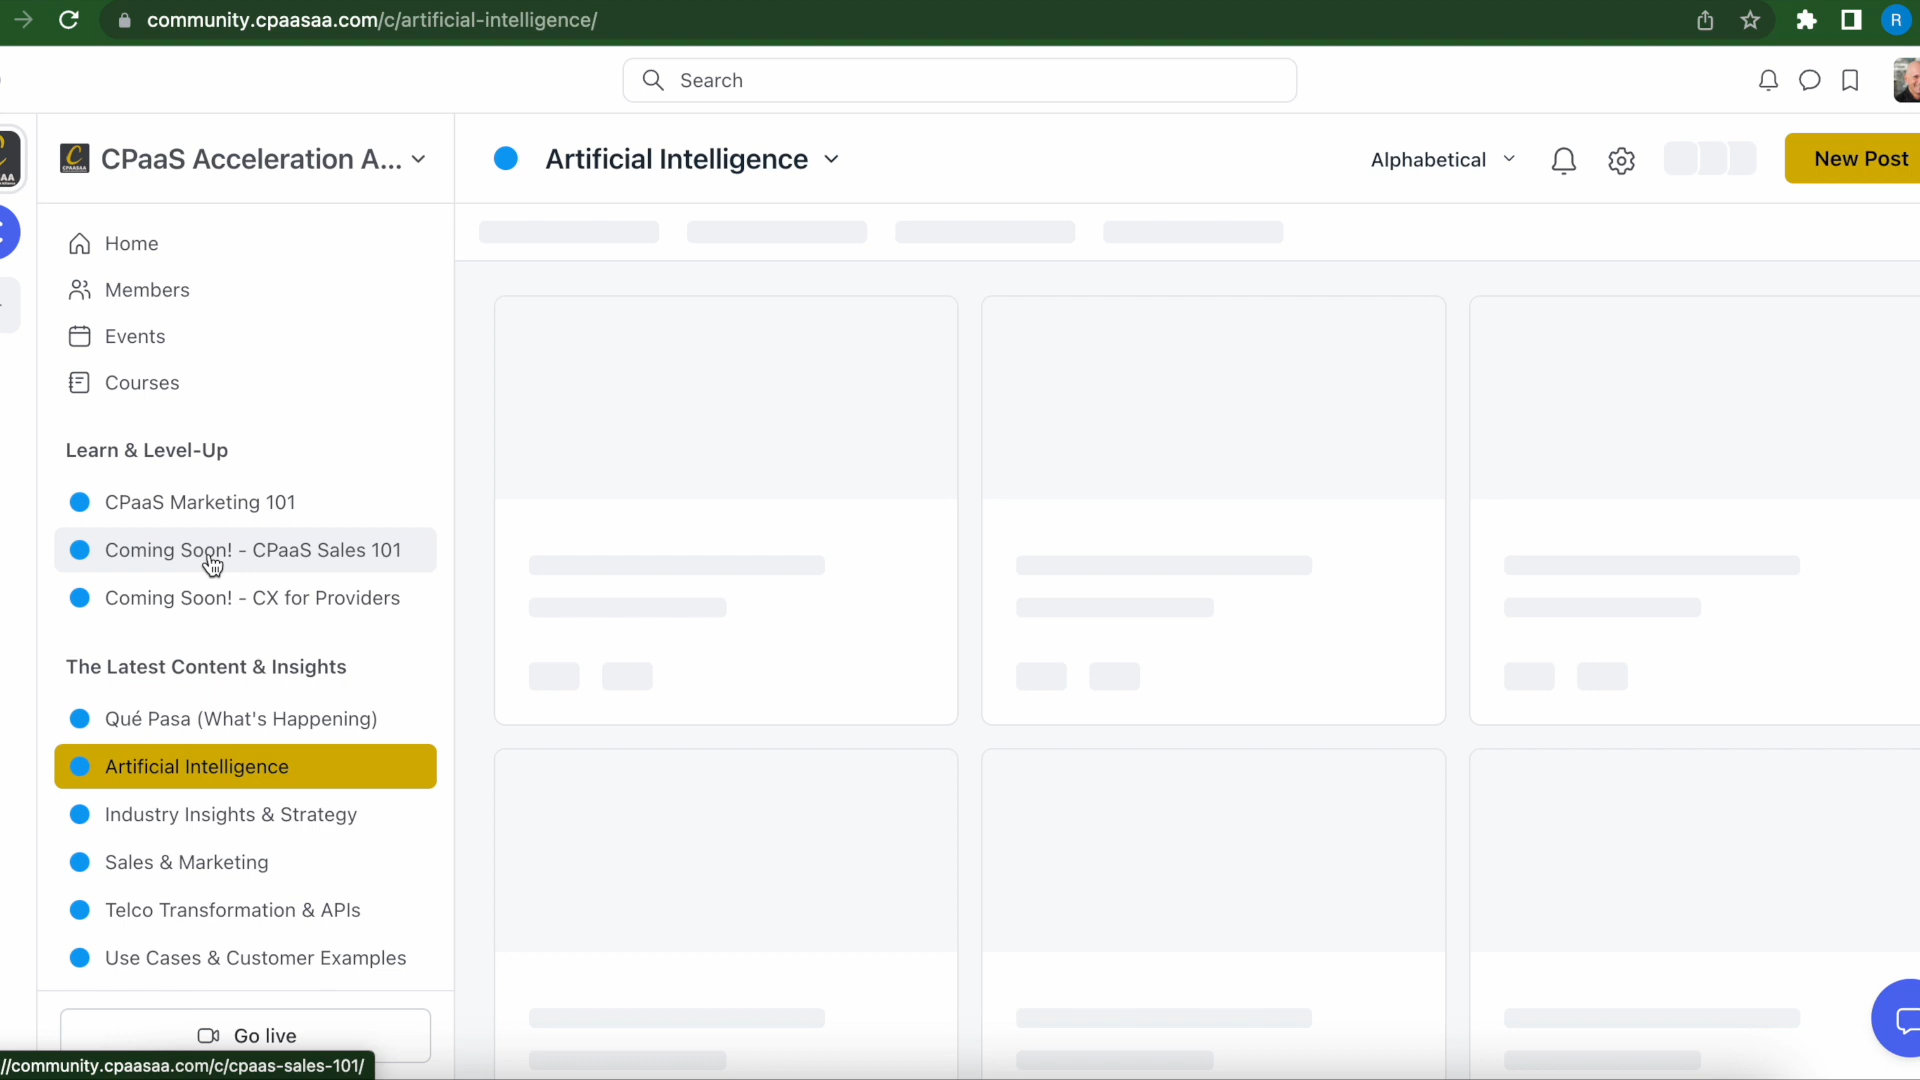 community.cpaasaa.com/c/artificial-intelligence/
R
Search
CPaaS Acceleration A...
Artificial Intelligence
Alphabetical
New Post
Home
Members
Events
Courses
Learn & Level-Up
CPaaS Marketing 101
Coming Soon! - CPaaS Sales 101
Coming Soon! - CX for Providers
The Latest Content & Insights
Qué Pasa (What's Happening)
Artificial Intelligence
Industry Insights & Strategy
Sales & Marketing
Telco Transformation & APIs
Use Cases & Customer Examples
Go live
//community.cpaasaa.com/c/cpaas-sales-101/